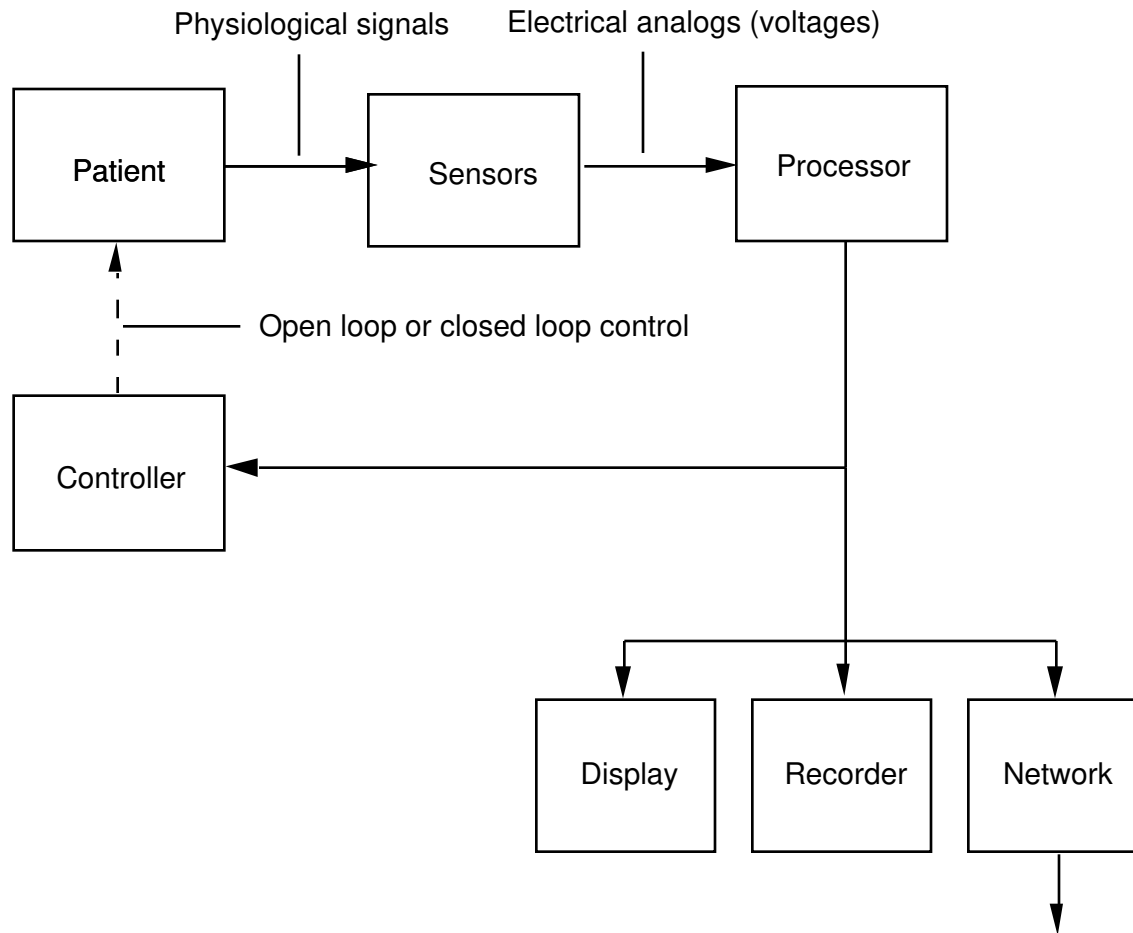 Physiological signals
Electrical analogs (voltages)
Patient
Sensors
Processor
Open loop or closed loop control
Controller
Display
Recorder
Network